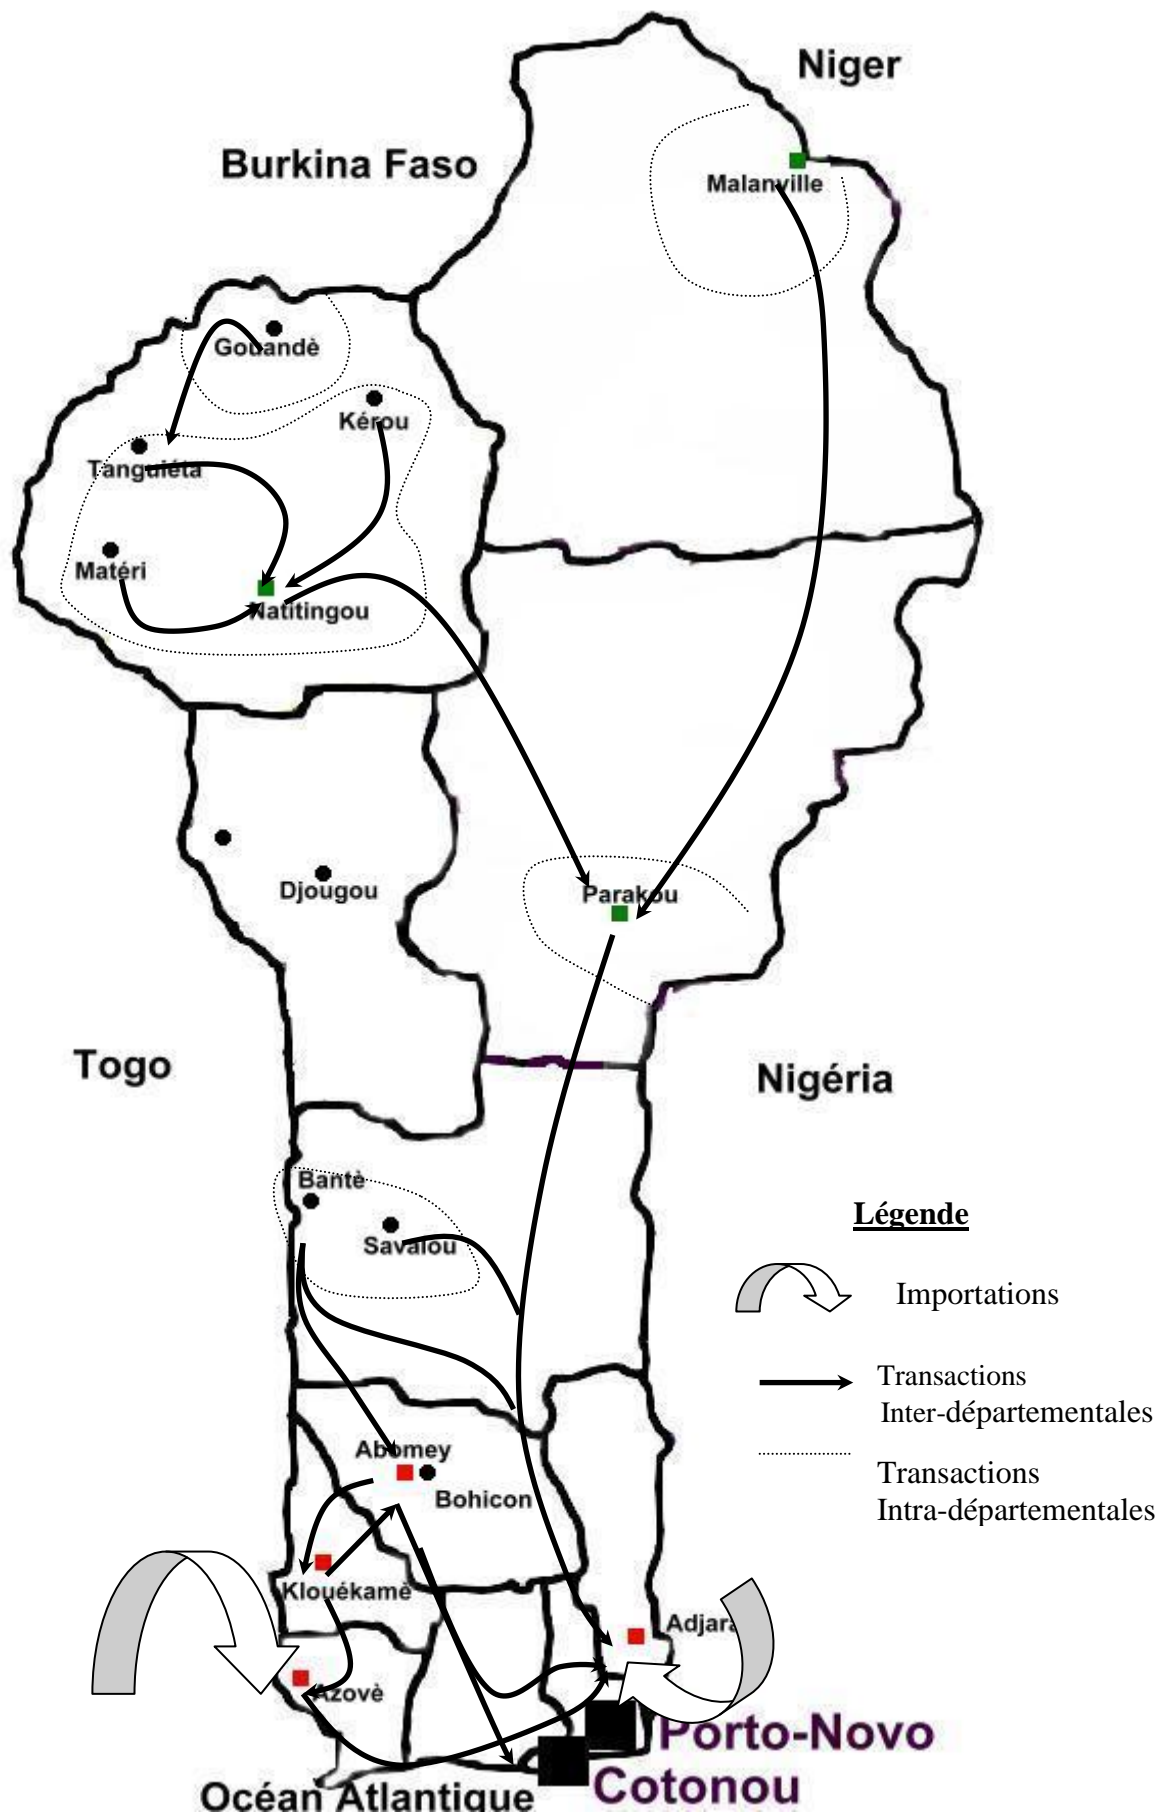 Niger
Burkina Faso
Malanville
Gouandè
Kérou
Tanguiéta
Matéri
Natitingou
Djougou
Parakou
Togo
Nigéria
Bantè
Savalou
Légende
Importations
Transactions
Inter-départementales
Transactions
Intra-départementales
Abomey
Bohicon
Klouékamè
Adjara
Azovè
Porto-Novo
Cotonou
Océan Atlantique